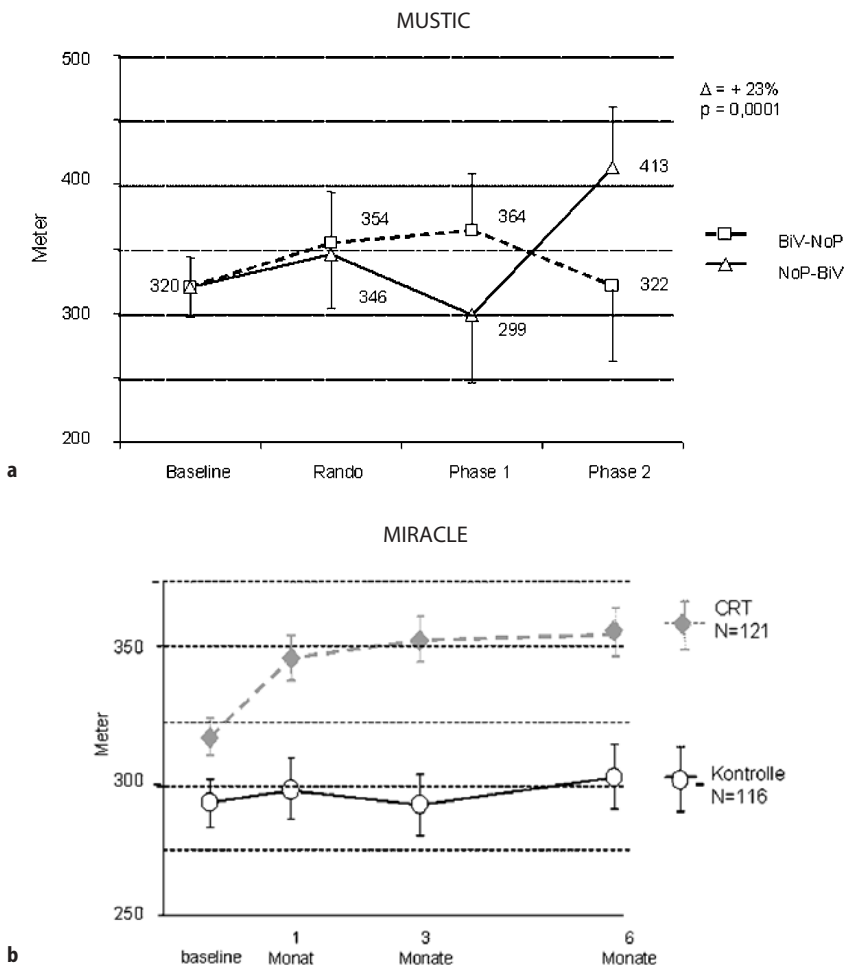 MUSTIC
500
400
300
200
Meter
Δ = + 23%
p = 0,0001
320
354
346
364
299
413
322
BiV-NoP
NoP-BiV
Baseline Rando Phase 1 Phase 2
a
MIRACLE
350
300
250
Meter
CRT
N=121
Kontrolle
N=116
baseline 1 Monat 3 Monate 6 Monate
b